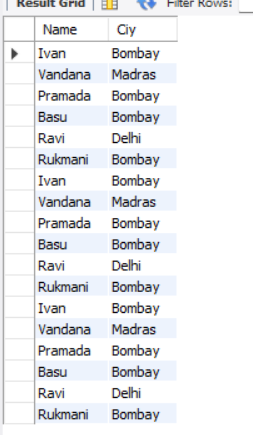 Result Grid Filter Rows:
Name Ciy
Ivan Bombay
Vandana Madras
Pramada Bombay
Basu Bombay
Ravi Delhi
Rukmani Bombay
Ivan Bombay
Vandana Madras
Pramada Bombay
Basu Bombay
Ravi Delhi
Rukmani Bombay
Ivan Bombay
Vandana Madras
Pramada Bombay
Basu Bombay
Ravi Delhi
Rukmani Bombay